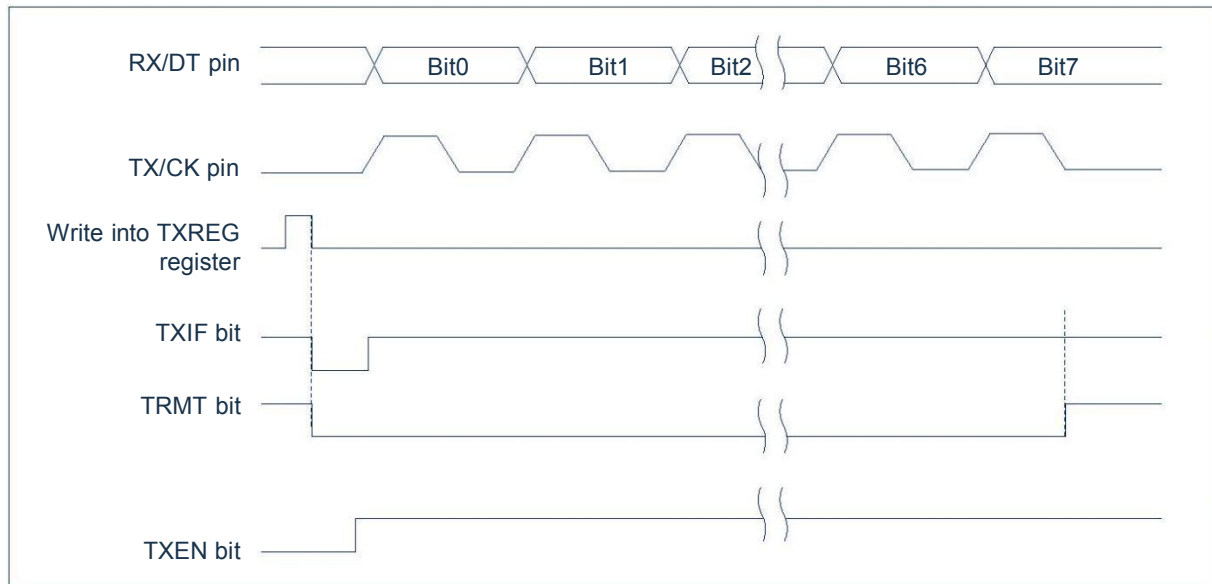 RX/DT pin
Bit0 Bit1 Bit2 Bit6 Bit7
TX/CK pin
Write into TXREG
register
TXIF bit
TRMT bit
TXEN bit